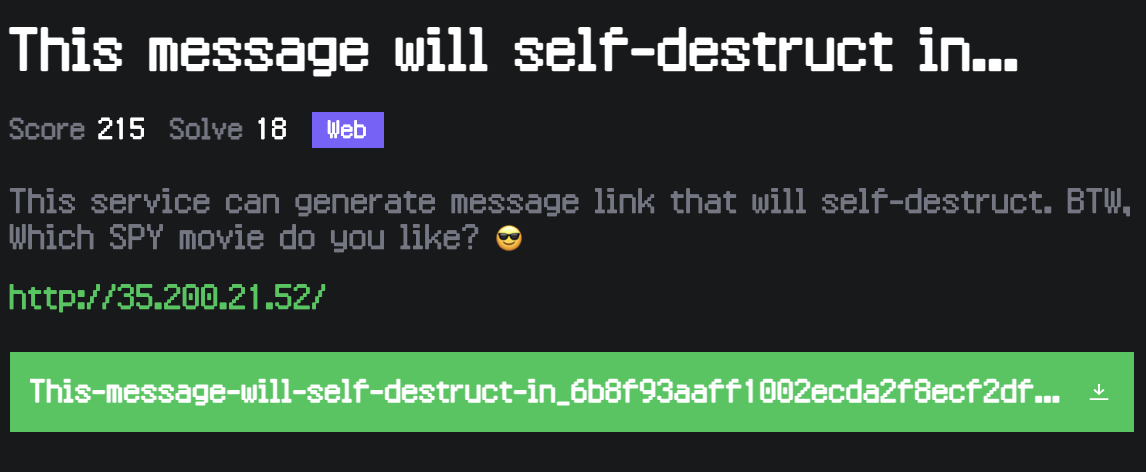 This message will self-destruct in...
Score 215 Solve 18 Web
This service can generate message link that will self-destruct. BTW,
Which SPY movie do you like? 😎
http://35.200.21.52/
This-message-will-self-destruct-in_6b8f93aaff1002ecda2f8ecf2df...